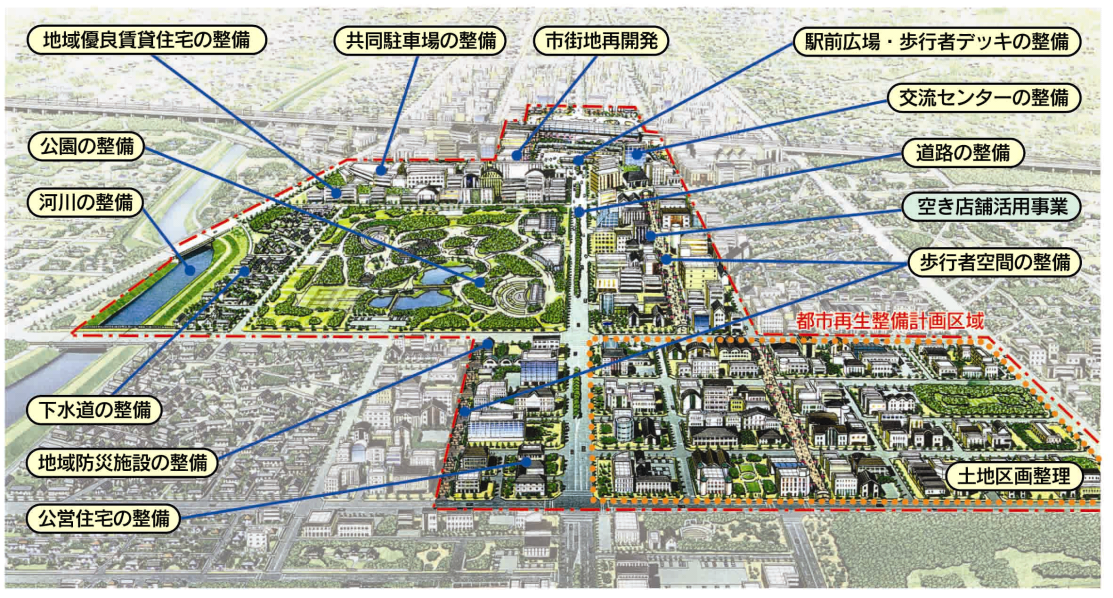 地域優良賃貸住宅の整備
共同駐車場の整備
市街地再開発
駅前広場・歩行者デッキの整備
交流センターの整備
公園の整備
道路の整備
河川の整備
空き店舗活用事業
歩行者空間の整備
都市再生整備計画区域
下水道の整備
地域防災施設の整備
土地区画整理
公営住宅の整備